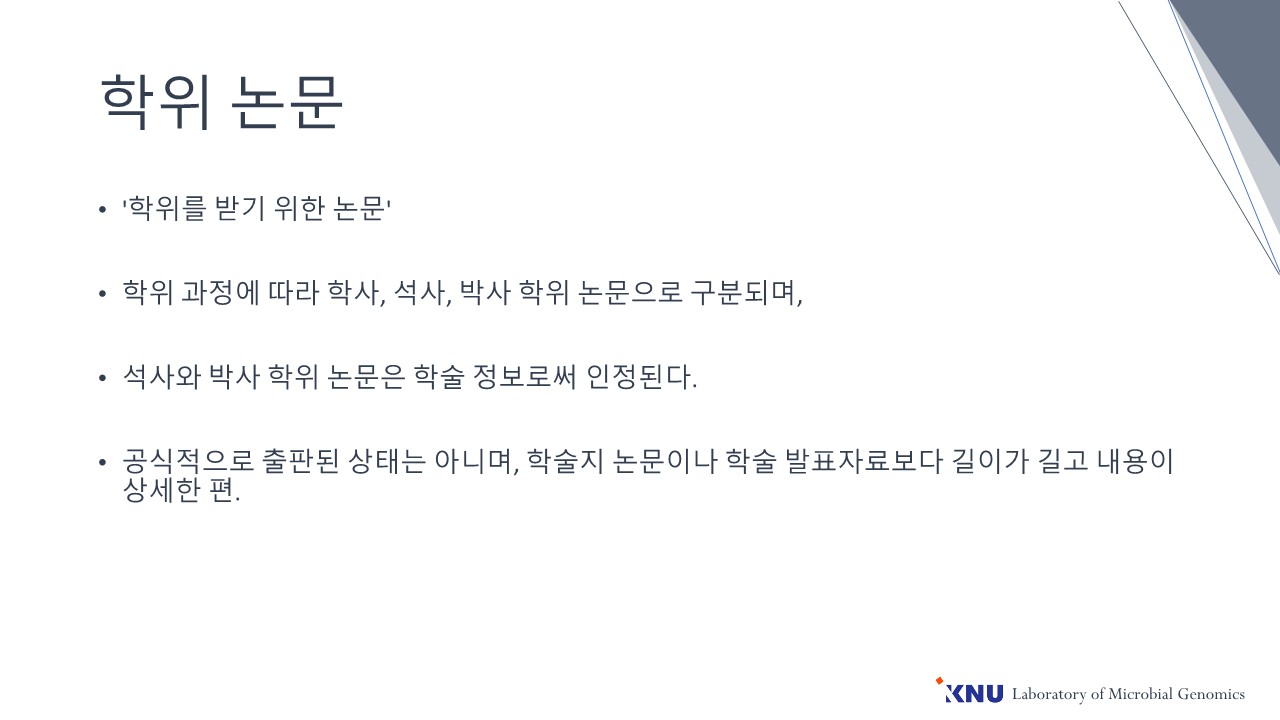 학위 논문
• '학위를 받기 위한 논문'
• 학위 과정에 따라 학사, 석사, 박사 학위 논문으로 구분되며,
• 석사와 박사 학위 논문은 학술 정보로써 인정된다.
• 공식적으로 출판된 상태는 아니며, 학술지 논문이나 학술 발표자료보다 길이가 길고 내용이
상세한 편.
KNU Laboratory of Microbial Genomics